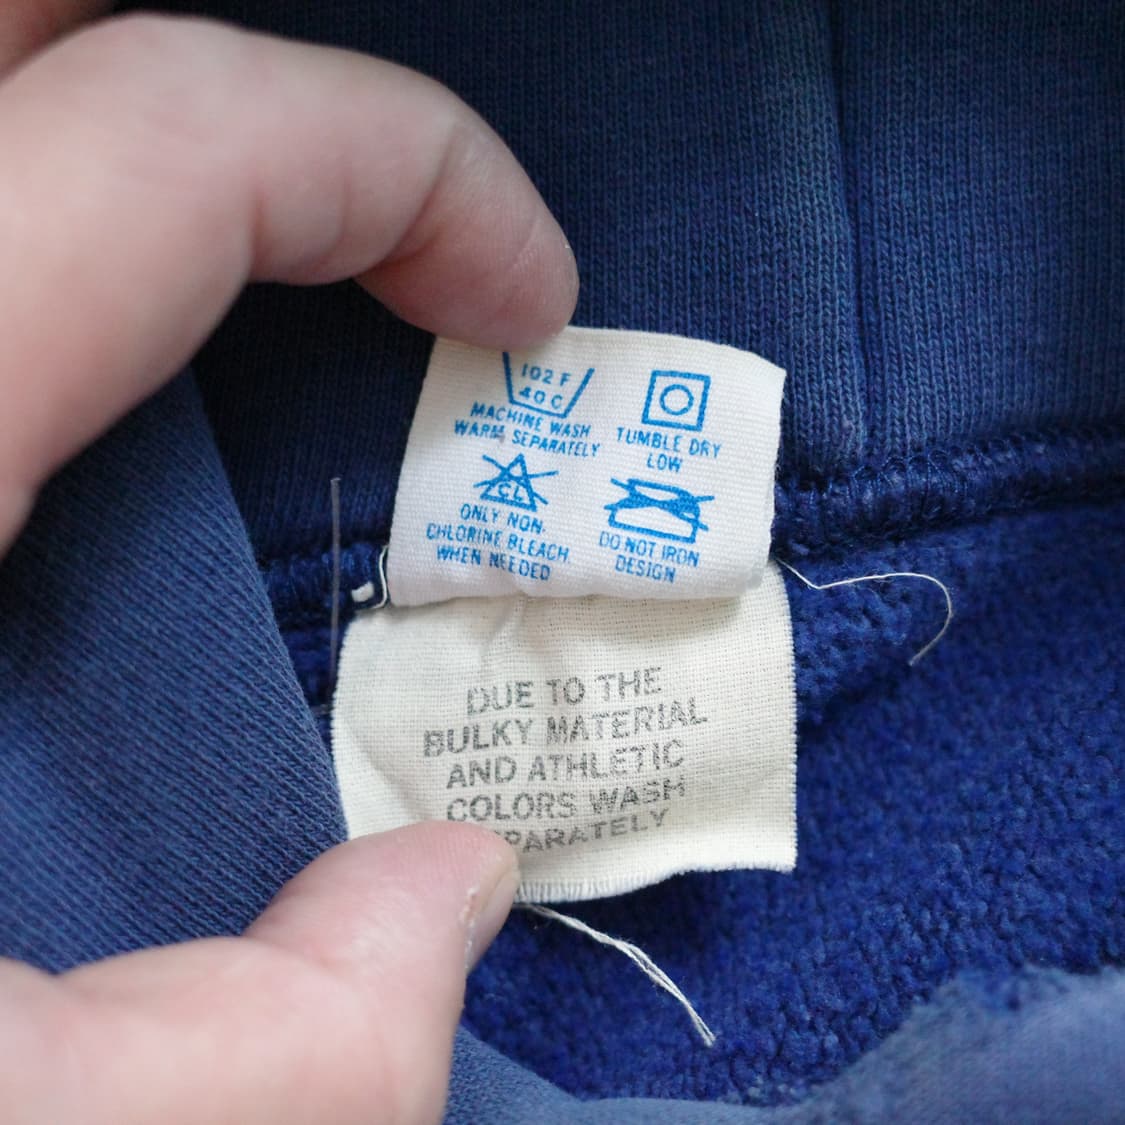 102 F
40 C
MACHINE WASH
WARM SEPARATELY
TUMBLE DRY
LOW
CL
ONLY NON-
CHLORINE BLEACH
WHEN NEEDED
DO NOT IRON
DESIGN
DUE TO THE
BULKY MATERIAL
AND ATHLETIC
COLORS WASH
PARATELY